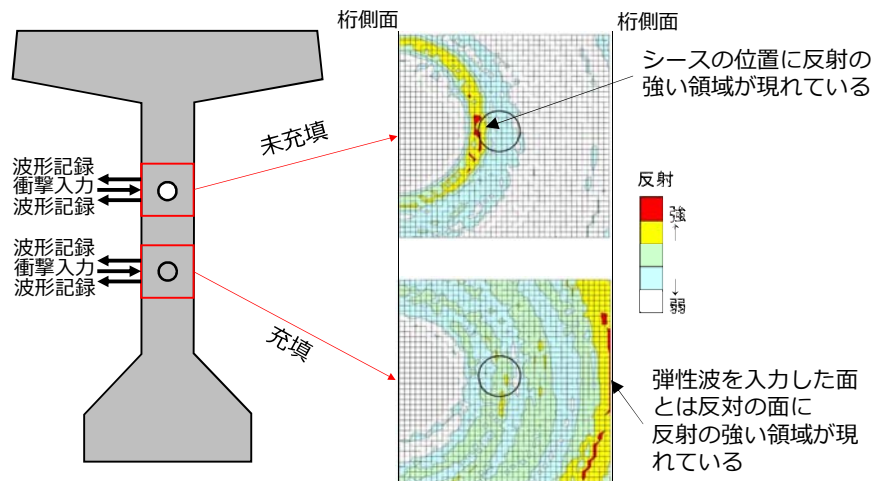 桁側面
桁側面
シースの位置に反射の
強い領域が現れている
未充填
波形記録
衝撃入力
波形記録
反射
強
↑
↓
弱
波形記録
衝撃入力
波形記録
充填
弾性波を入力した面
とは反対の面に
反射の強い領域が現
れている